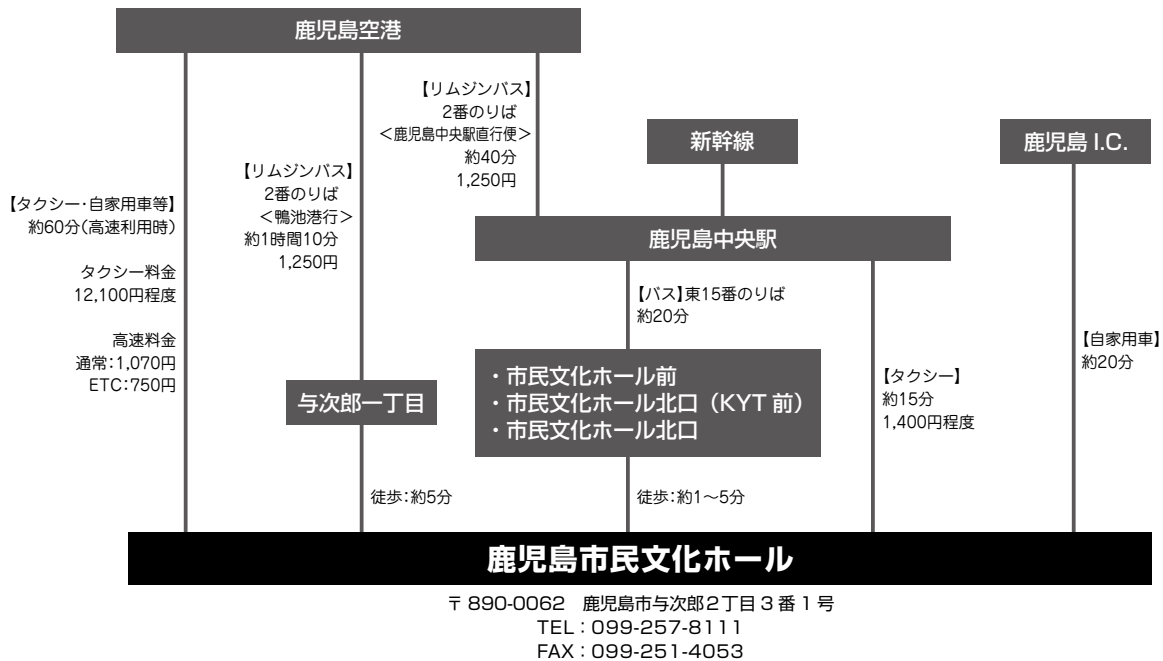 鹿児島空港
【リムジンバス】
2番のりば
＜鹿児島中央駅直行便＞
約40分
1,250円
新幹線
鹿児島 I.C.
【リムジンバス】
2番のりば
＜鴨池港行＞
約1時間10分
1,250円
【タクシー・自家用車等】
約60分(高速利用時)
タクシー料金
12,100円程度
高速料金
通常:1,070円
ETC:750円
鹿児島中央駅
【バス】東15番のりば
約20分
【自家用車】
約20分
与次郎一丁目
・市民文化ホール前
・市民文化ホール北口（KYT 前）
・市民文化ホール北口
【タクシー】
約15分
1,400円程度
徒歩:約5分
徒歩:約1～5分
鹿児島市民文化ホール
〒 890-0062　鹿児島市与次郎２丁目３番１号
TEL：099-257-8111
FAX：099-251-4053